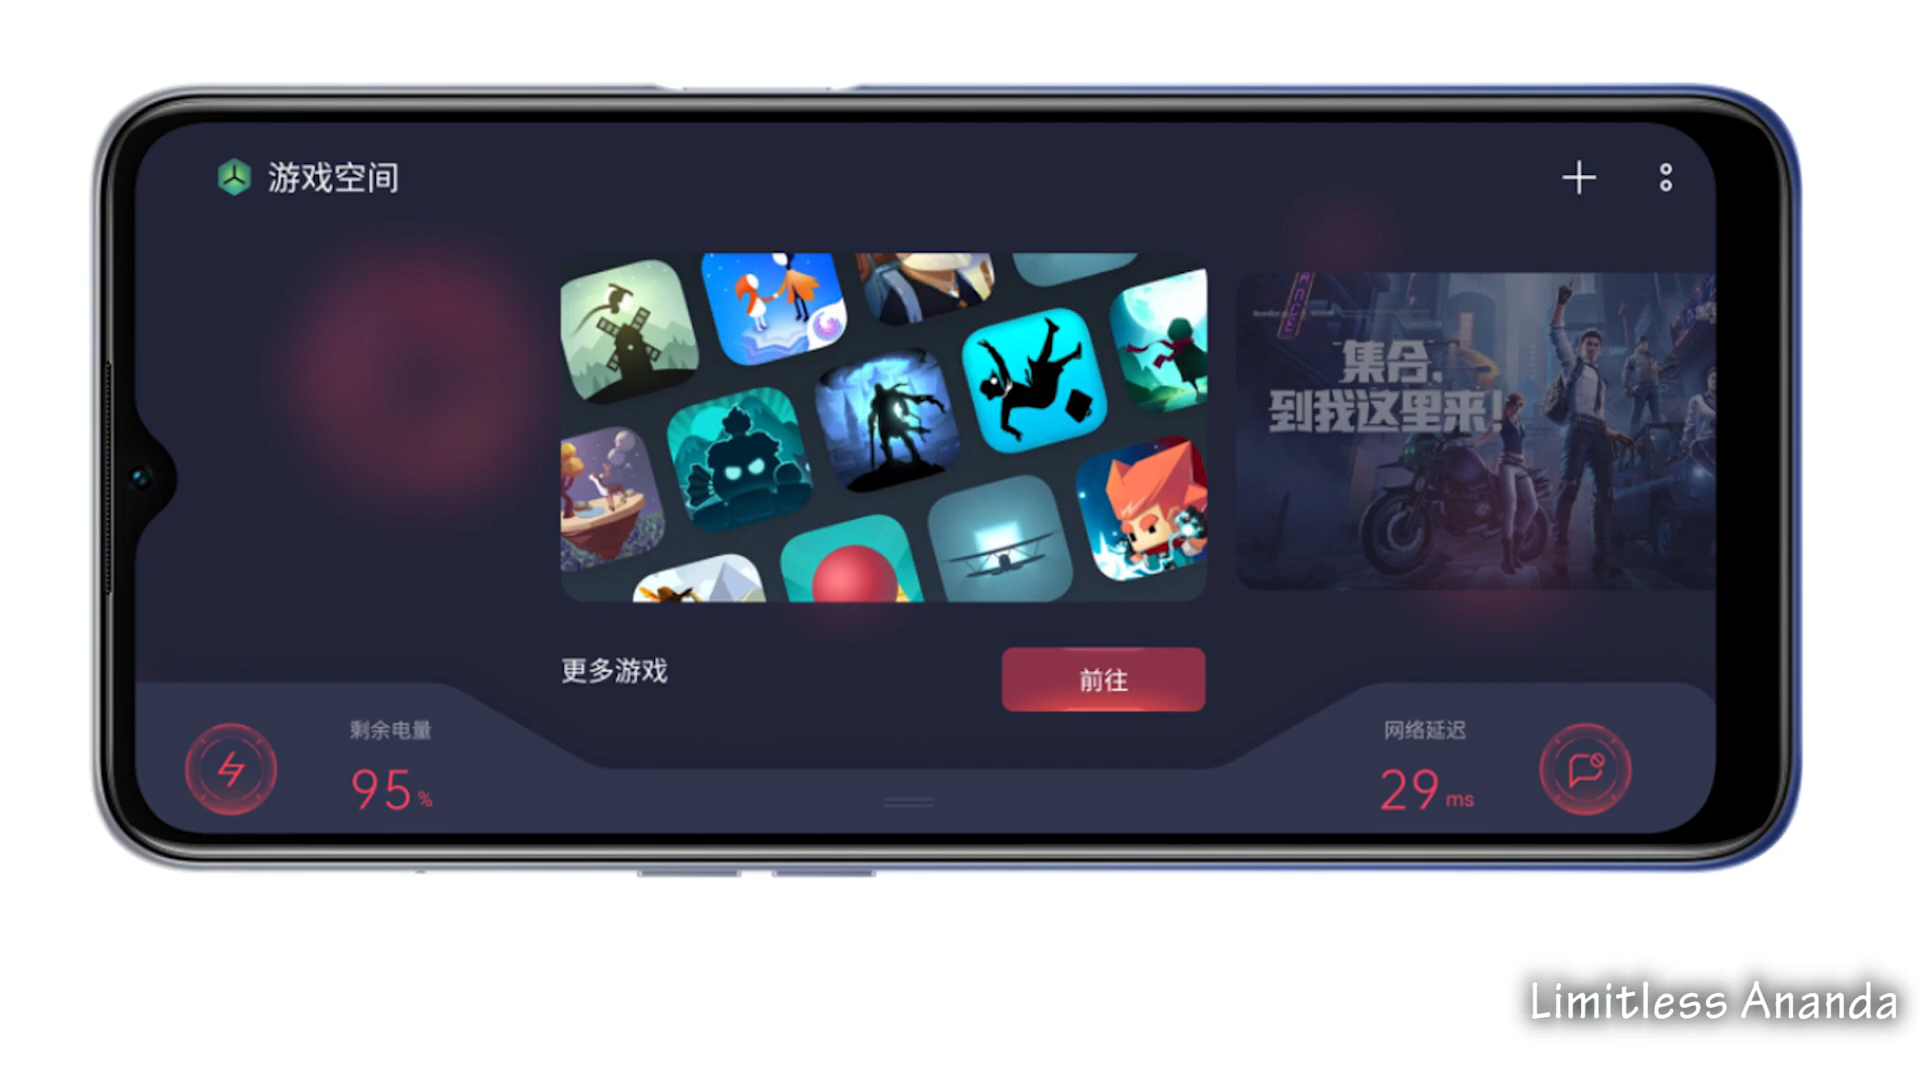 游戏空间
集合，
到我这里来！
更多游戏
前往
剩余电量
95%
网络延迟
29ms
Limitless Ananda